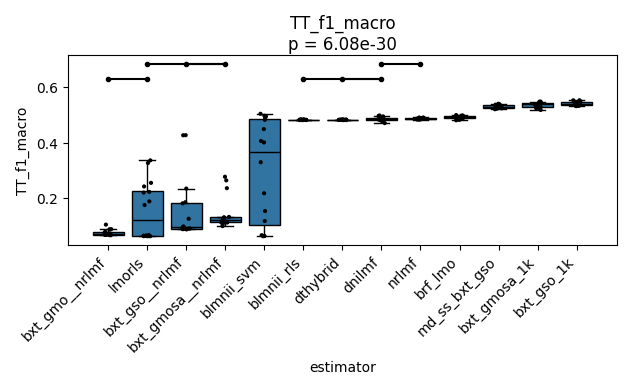 TT_f1_macro
p = 6.08e-30
TT_f1_macro
0.6
0.4
0.2
bxt_gmo__nrlmf
lmorls
bxt_gso__nrlmf
bxt_gmosa__nrlmf
blmnii_svm
blmnii_rls
dthybrid
dnilmf
nrlmf
brf_lmo
md_ss_bxt_gso
bxt_gmosa_1k
bxt_gso_1k
estimator